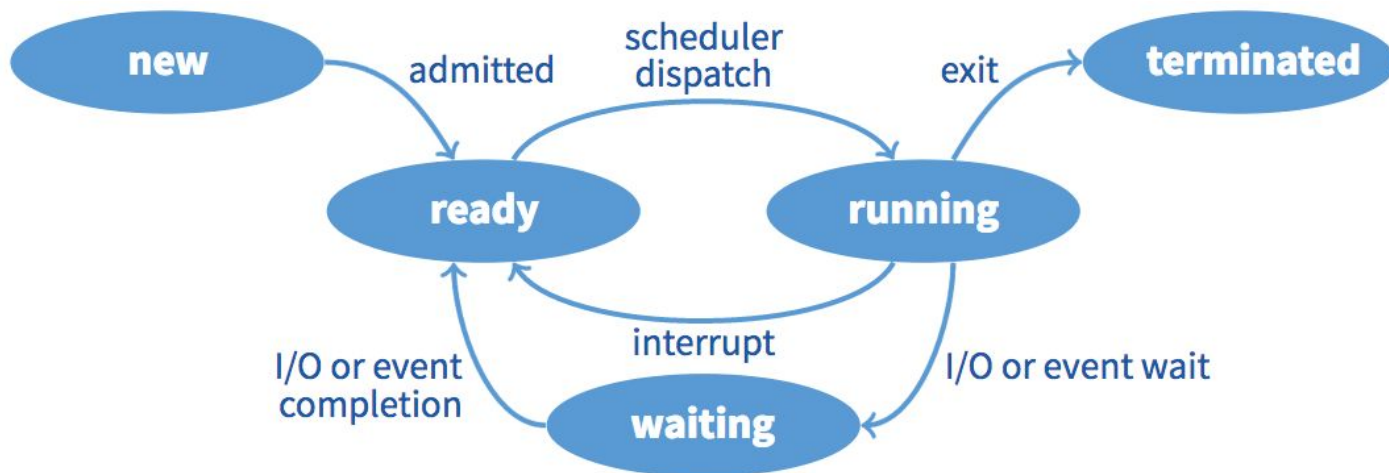 new
admitted
scheduler
dispatch
exit
terminated
ready
running
interrupt
I/O or event
completion
I/O or event wait
waiting